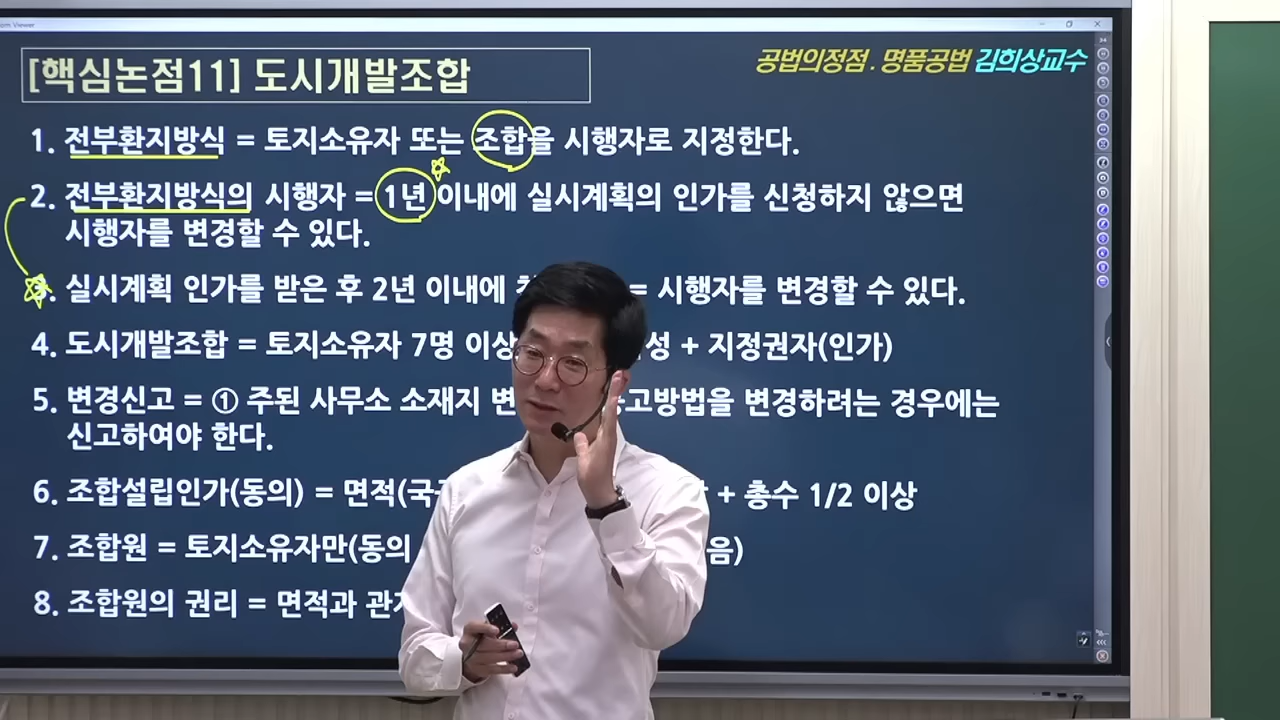 [핵심논점11] 도시개발조합
공법의정점. 명품공법 김희상교수
1. 전부환지방식 = 토지소유자 또는 조합을 시행자로 지정한다.
2. 전부환지방식의 시행자 = 1년 이내에 실시계획의 인가를 신청하지 않으면
시행자를 변경할 수 있다.
실시계획 인가를 받은 후 2년 이내에 = 시행자를 변경할 수 있다.
4. 도시개발조합 = 토지소유자 7명 이상 + 지정권자(인가)
5. 변경신고 = ① 주된 사무소 소재지 공고방법을 변경하려는 경우에는
신고하여야 한다.
6. 조합설립인가(동의) = 면적(국 + 총수 1/2 이상
7. 조합원 = 토지소유자만(동의 음)
8. 조합원의 권리 = 면적과 관